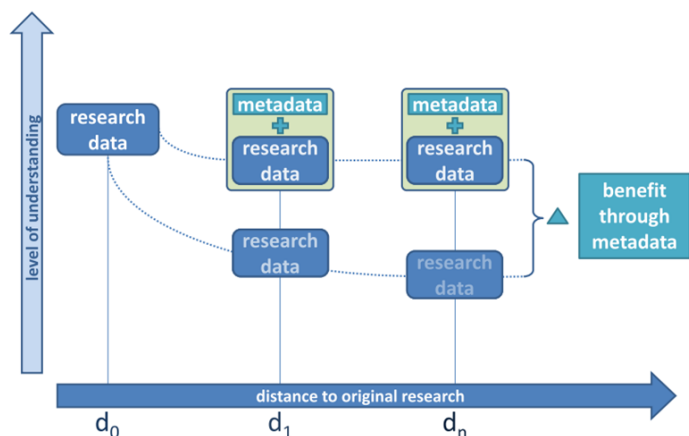 level of understanding
research
data
metadata
research
data
metadata
research
data
research
data
research
data
benefit
through
metadata
distance to original research
d0
d1
dn